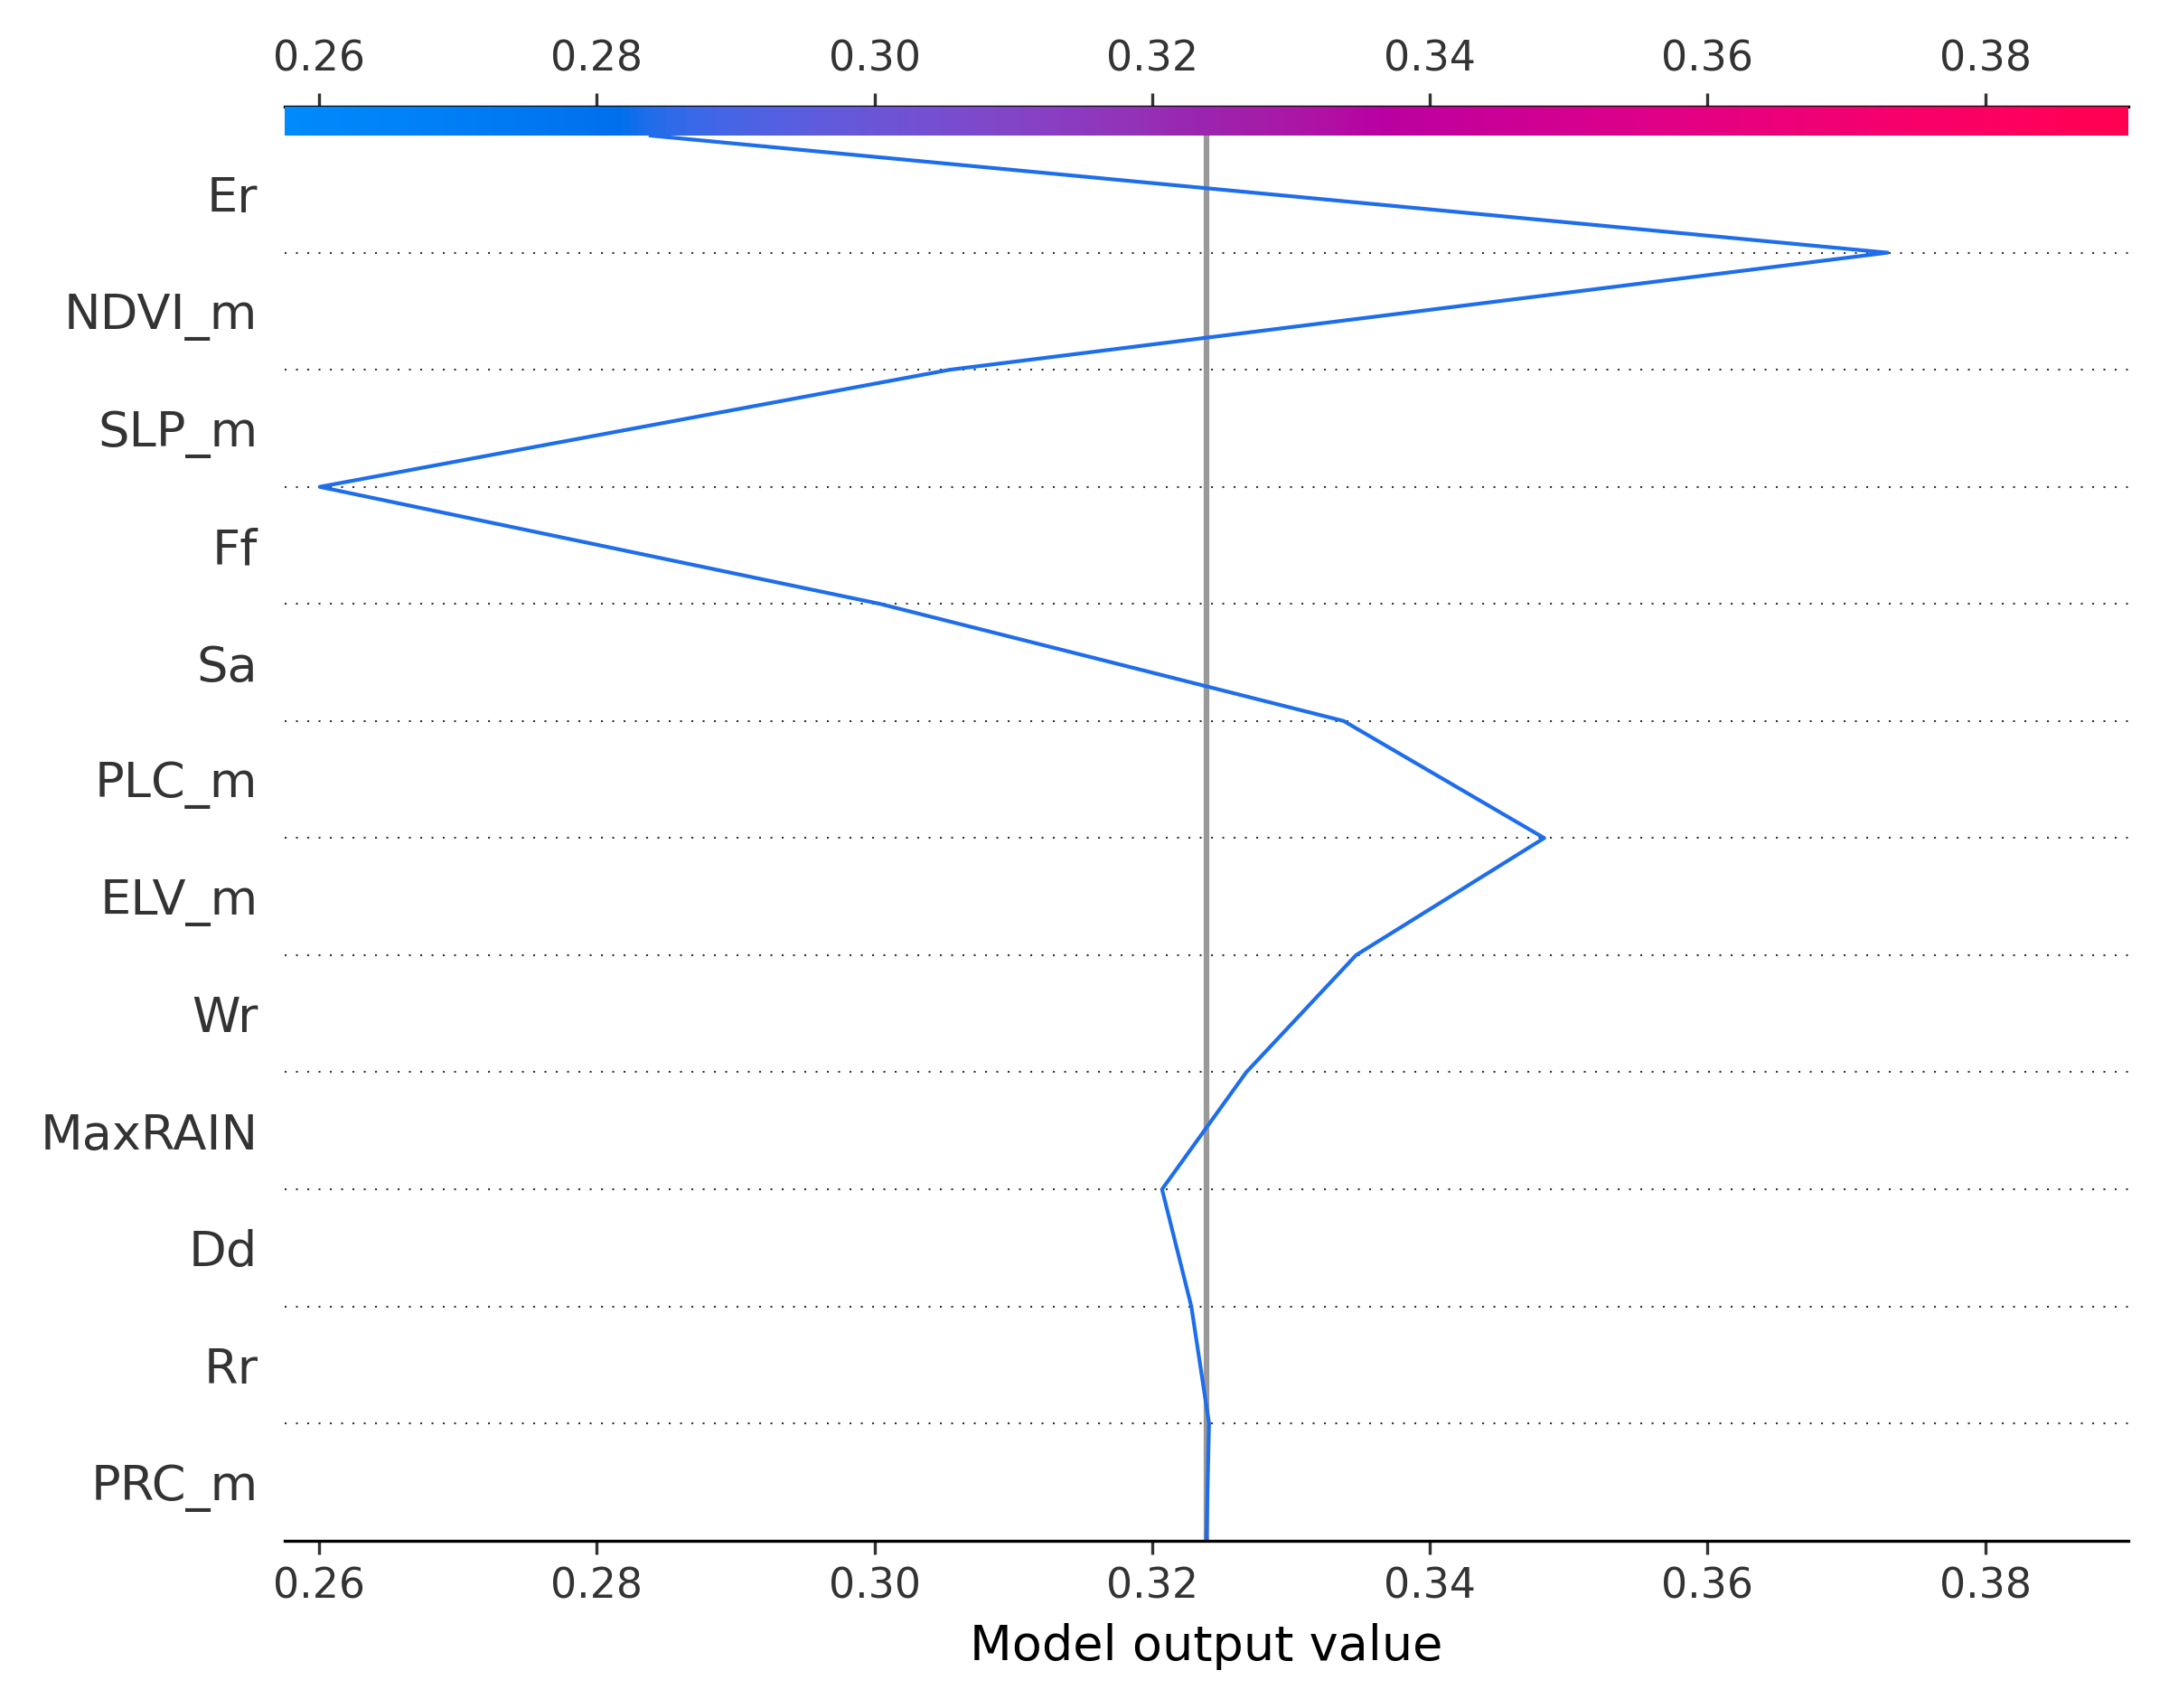 0.26 0.28 0.30 0.32 0.34 0.36 0.38
Er
NDVI_m
SLP_m
Ff
Sa
PLC_m
ELV_m
Wr
MaxRAIN
Dd
Rr
PRC_m
0.26 0.28 0.30 0.32 0.34 0.36 0.38
Model output value